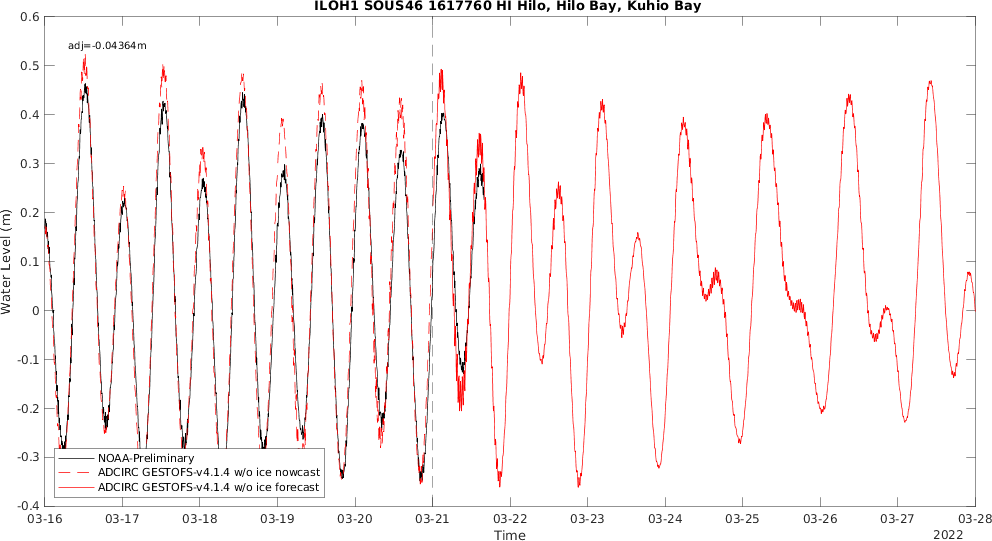 ILOH1 SOUS46 1617760 HI Hilo, Hilo Bay, Kuhio Bay
adj=-0.04364m
0.6
0.5
0.4
0.3
0.2
0.1
0
-0.1
-0.2
-0.3
-0.4
Water Level (m)
NOAA-Preliminary
ADCIRC GESTOFS-v4.1.4 w/o ice nowcast
ADCIRC GESTOFS-v4.1.4 w/o ice forecast
03-16 03-17 03-18 03-19 03-20 03-21 03-22 03-23 03-24 03-25 03-26 03-27 03-28
Time
2022